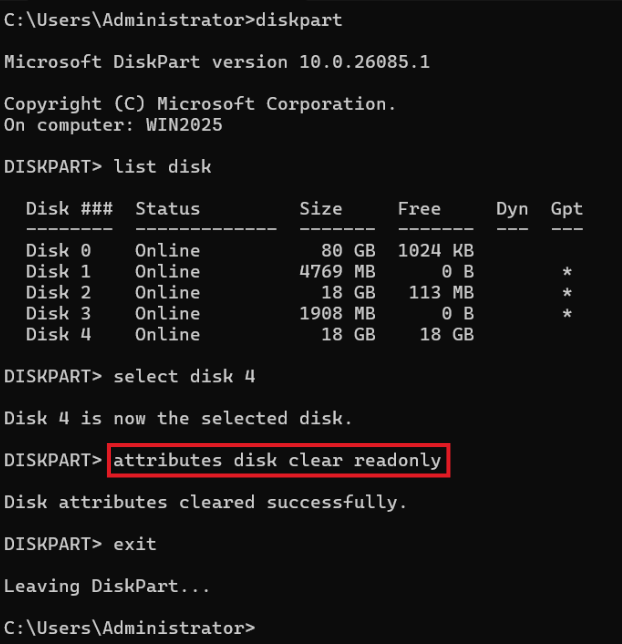 C:\Users\Administrator>diskpart
Microsoft DiskPart version 10.0.26085.1
Copyright (C) Microsoft Corporation.
On computer: WIN2025
DISKPART> list disk
  Disk ###  Status         Size     Free     Dyn  Gpt
  --------  -------------  -------  -------  ---  ---
  Disk 0    Online           80 GB  1024 KB
  Disk 1    Online         4769 MB      0 B        *
  Disk 2    Online           18 GB   113 MB        *
  Disk 3    Online         1908 MB      0 B        *
  Disk 4    Online           18 GB    18 GB
DISKPART> select disk 4
Disk 4 is now the selected disk.
DISKPART> attributes disk clear readonly
Disk attributes cleared successfully.
DISKPART> exit
Leaving DiskPart...
C:\Users\Administrator>